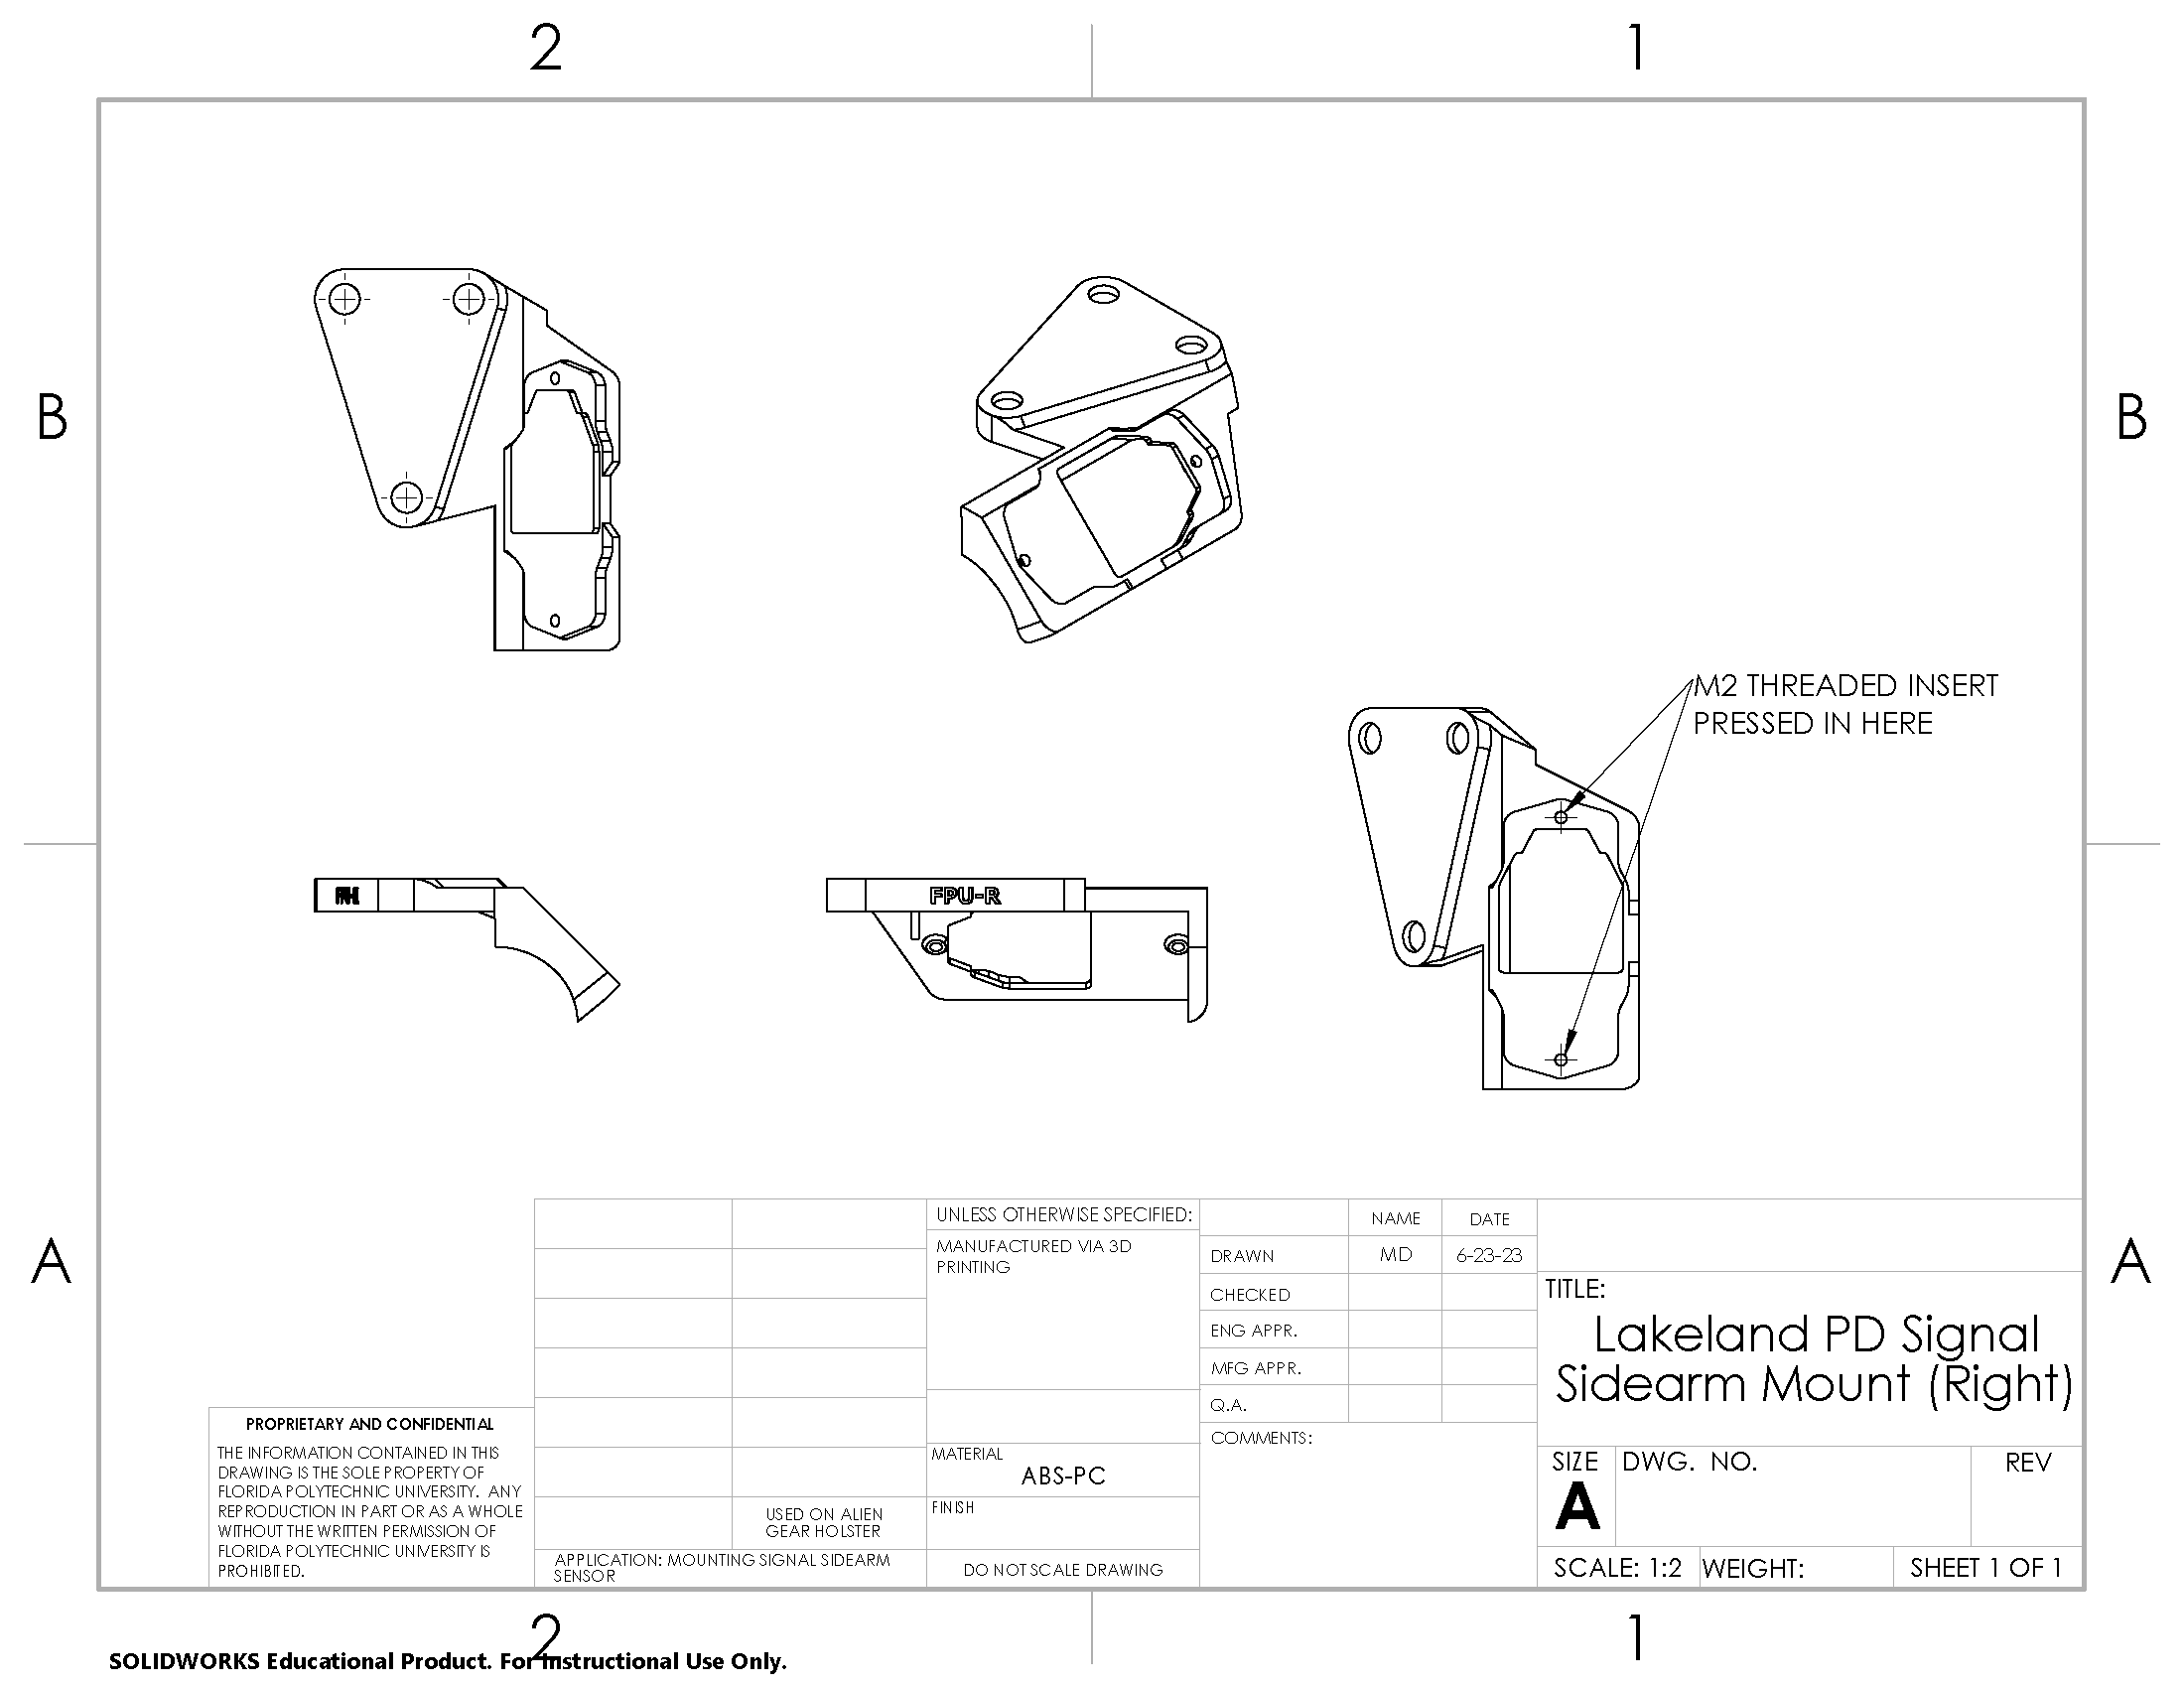 2
1
B
B
M2 THREADED INSERT
PRESSED IN HERE
FPU-R
UNLESS OTHERWISE SPECIFIED:
MANUFACTURED VIA 3D
PRINTING
NAME
DATE
DRAWN
MD
6-23-23
CHECKED
ENG APPR.
MFG APPR.
Q.A.
COMMENTS:
A
A
TITLE:
Lakeland PD Signal
Sidearm Mount (Right)
PROPRIETARY AND CONFIDENTIAL
THE INFORMATION CONTAINED IN THIS
DRAWING IS THE SOLE PROPERTY OF
FLORIDA POLYTECHNIC UNIVERSITY.  ANY
REPRODUCTION IN PART OR AS A WHOLE
WITHOUT THE WRITTEN PERMISSION OF
FLORIDA POLYTECHNIC UNIVERSITY IS
PROHIBITED.
USED ON ALIEN
GEAR HOLSTER
APPLICATION: MOUNTING SIGNAL SIDEARM
SENSOR
MATERIAL
ABS-PC
FINISH
DO NOT SCALE DRAWING
SIZE
A
DWG.  NO.
REV
SCALE: 1:2
WEIGHT:
SHEET 1 OF 1
2
1
SOLIDWORKS Educational Product. For Instructional Use Only.